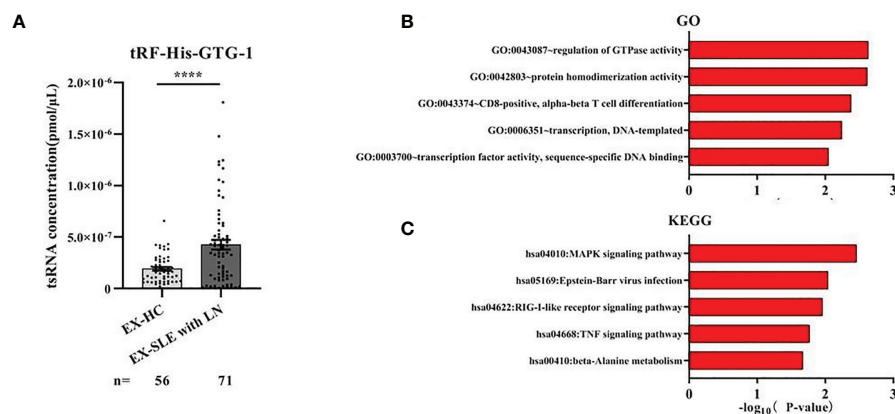 A
tRF-His-GTG-1
****
tsRNA concentration(pmol/μL)
2.0×10⁻⁶
1.5×10⁻⁶
1.0×10⁻⁶
5.0×10⁻⁷
0
EX-HC
EX-SLE with LN
n= 56 71
B
GO
GO:0043087~regulation of GTPase activity
GO:0042803~protein homodimerization activity
GO:0043374~CD8-positive, alpha-beta T cell differentiation
GO:0006351~transcription, DNA-templated
GO:0003700~transcription factor activity, sequence-specific DNA binding
0 1 2 3
C
KEGG
hsa04010:MAPK signaling pathway
hsa05169:Epstein-Barr virus infection
hsa04622:RIG-I-like receptor signaling pathway
hsa04668:TNF signaling pathway
hsa00410:beta-Alanine metabolism
0 1 2 3
-log₁₀( P-value)